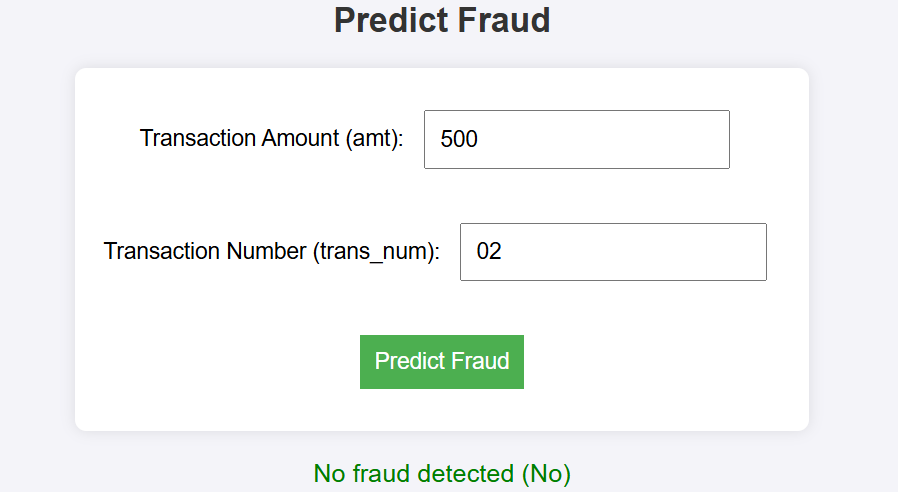 Predict Fraud
Transaction Amount (amt): 500
Transaction Number (trans_num): 02
Predict Fraud
No fraud detected (No)